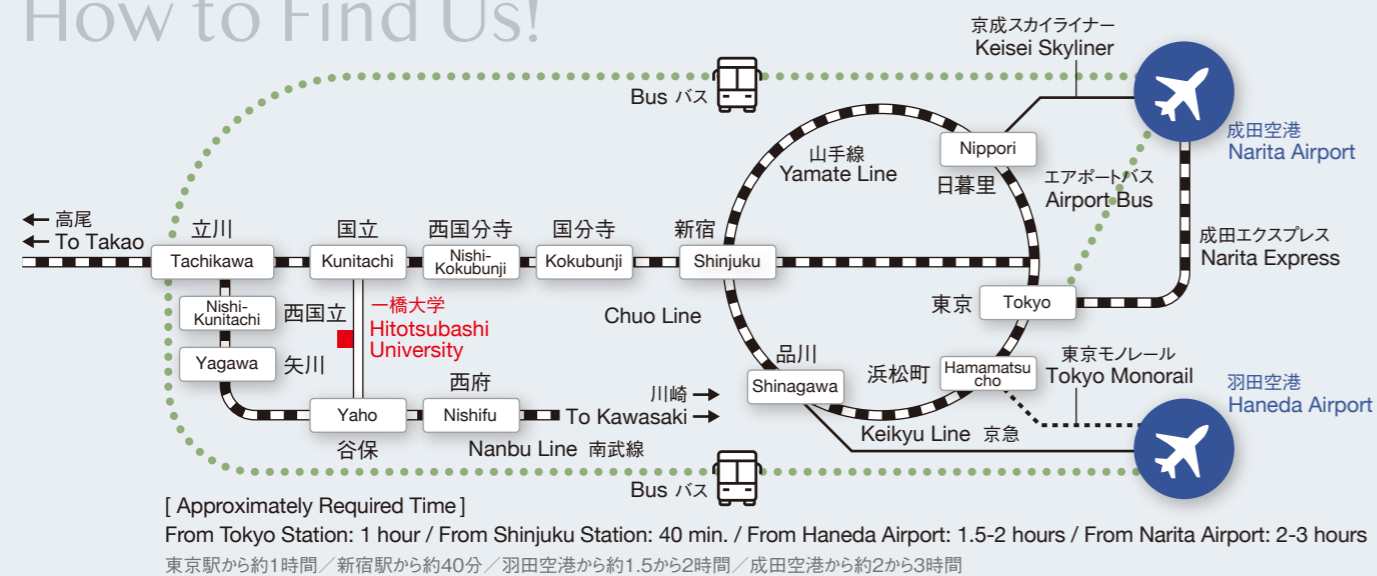 How to Find Us!
京成スカイライナー
Keisei Skyliner
Bus バス
成田空港
Narita Airport
山手線
Yamate Line
Nippori
日暮里
エアポートバス
Airport Bus
成田エクスプレス
Narita Express
← 高尾
← To Takao
立川
Tachikawa
国立
Kunitachi
西国分寺
Nishi-
Kokubunji
国分寺
Kokubunji
新宿
Shinjuku
Nishi-
Kunitachi
西国立
一橋大学
Hitotsubashi
University
Chuo Line
東京
Tokyo
Yagawa
矢川
品川
Shinagawa
浜松町
Hamamatsu
cho
東京モノレール
Tokyo Monorail
羽田空港
Haneda Airport
西府
Yaho
谷保
Nishifu
川崎 →
To Kawasaki →
Nanbu Line 南武線
Keikyu Line 京急
Bus バス
[ Approximately Required Time ]
From Tokyo Station: 1 hour / From Shinjuku Station: 40 min. / From Haneda Airport: 1.5-2 hours / From Narita Airport: 2-3 hours
東京駅から約1時間／新宿駅から約40分／羽田空港から約1.5から2時間／成田空港から約2から3時間